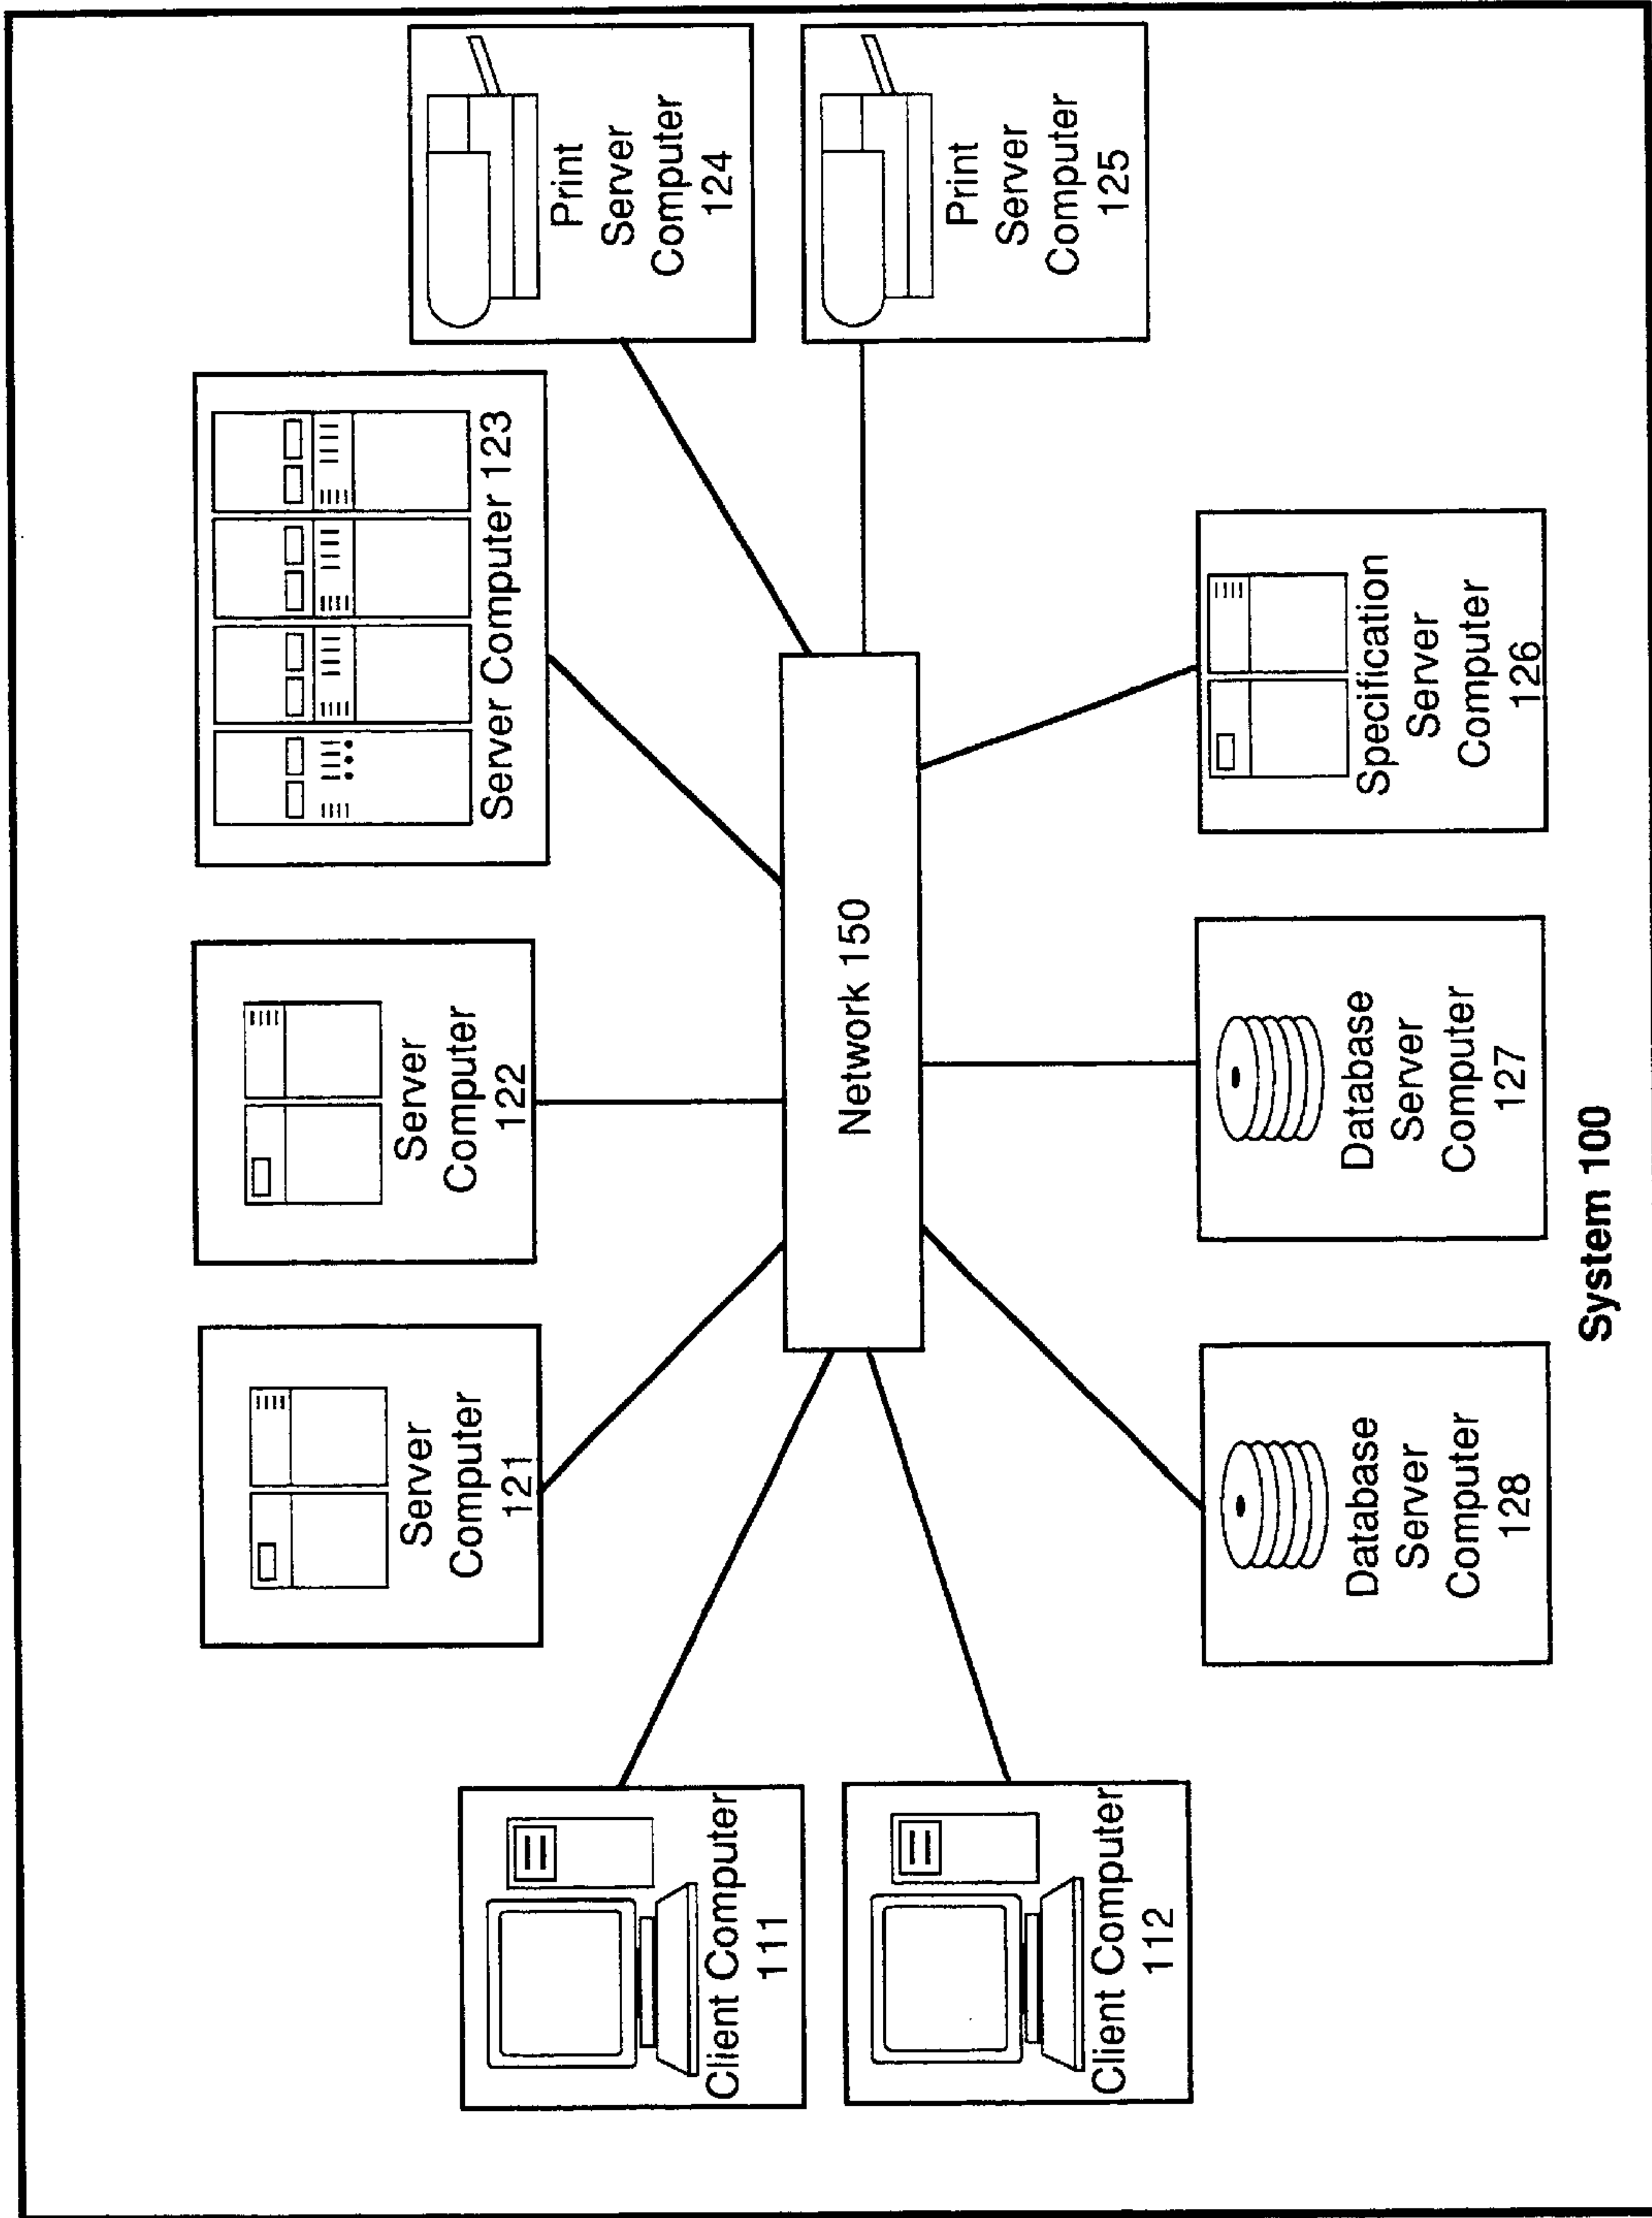 Server
Computer
121
Server
Computer
122
Server Computer 123
Client Computer
111
Client Computer
112
Network 150
Print
Server
Computer
124
Print
Server
Computer
125
Database
Server
Computer
128
Database
Server
Computer
127
Specification
Server
Computer
126
System 100